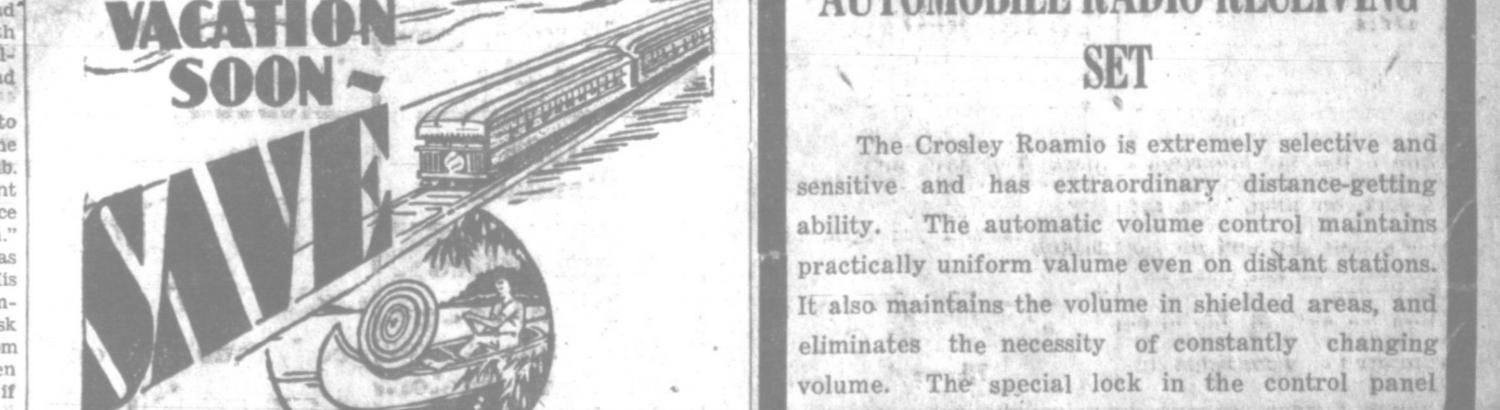 VACATION
SOON ~
SAVE
AUTOMOBILE RADIO RECEIVING
SET
The Crosley Roamio is extremely selective and
sensitive and has extraordinary distance-getting
ability. The automatic volume control maintains
practically uniform valume even on distant stations.
It also maintains the volume in shielded areas, and
eliminates the necessity of constantly changing
volume. The special lock in the control panel